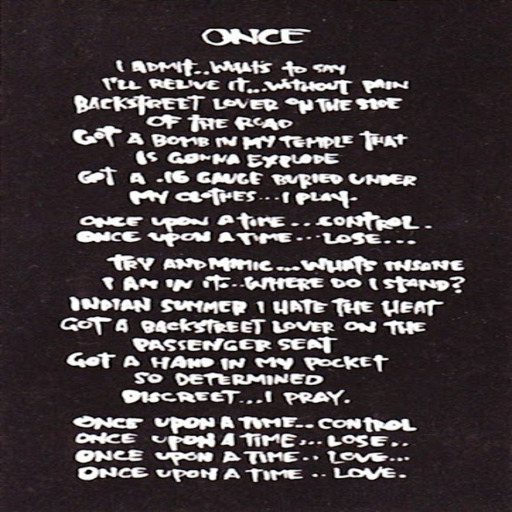 ONCE
I ADMIT..WHAT'S TO SAY
I'LL RELIVE IT...WITHOUT PAIN
BACKSTREET LOVER ON THE SIDE
OF THE ROAD
GOT A BOMB IN MY TEMPLE THAT
IS GONNA EXPLODE
GOT A .16 GAUGE BURIED UNDER
MY CLOTHES...I PLAY.
ONCE UPON A TIME...CONTROL.
ONCE UPON A TIME...LOSE...
TRY AND MIMIC...WHAT'S INSANE
I AM IN IT..WHERE DO I STAND?
INDIAN SUMMER I HATE THE HEAT
GOT A BACKSTREET LOVER ON THE
PASSENGER SEAT
GOT A HAND IN MY POCKET
SO DETERMINED
DISCREET...I PRAY.
ONCE UPON A TIME..CONTROL
ONCE UPON A TIME...LOSE..
ONCE UPON A TIME..LOVE...
ONCE UPON A TIME..LOVE.